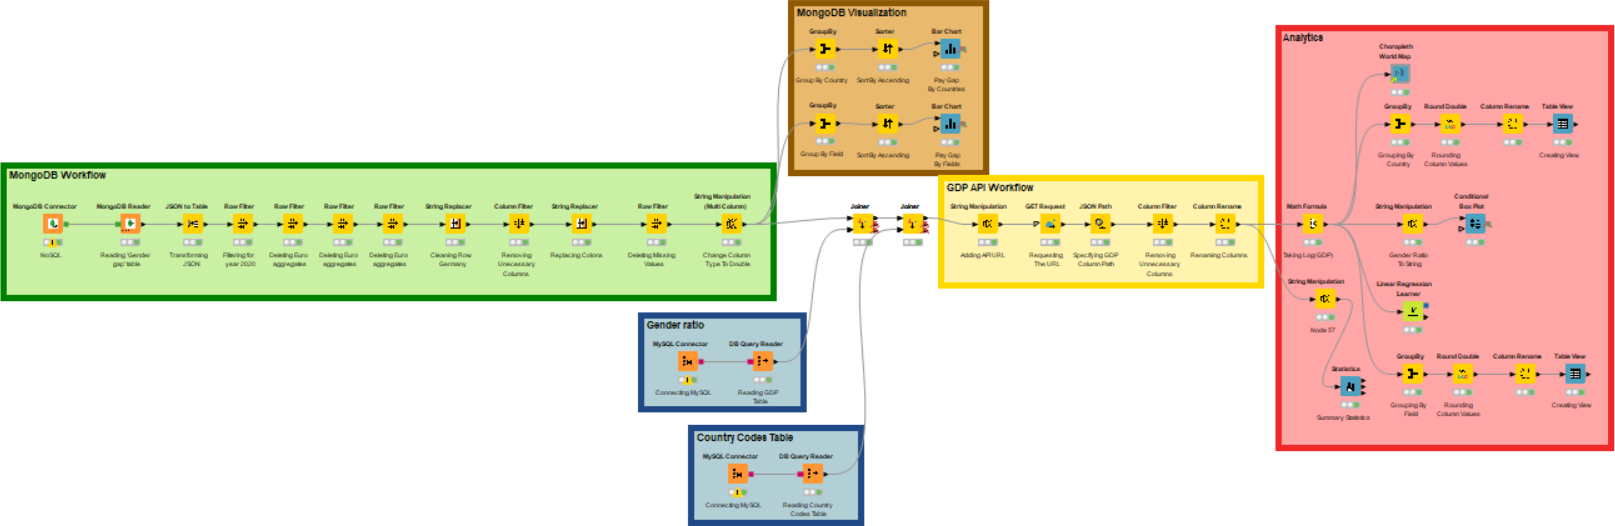 MongoDB Visualization
GroupBy
Sorter
Bar Chart
Group By Country
Sort By Ascending
Pay Gap
By Countries
GroupBy
Sorter
Bar Chart
Group By Field
Sort By Ascending
Pay Gap
By Fields
MongoDB Workflow
MongoDB Connector
MongoDB Reader
JSON to Table
Row Filter
Row Filter
Row Filter
Row Filter
String Replacer
Column Filter
String Replacer
Row Filter
String Manipulation
(Multi Column)
NoSQL
Reading 'Gender
gap' table
Transforming
JSON
Filtering for
year 2020
Deleting Euro
aggregates
Deleting Euro
aggregates
Deleting Euro
aggregates
Cleaning Row
Germany
Removing
Unnecessary
Columns
Replacing Colons
Deleting Missing
Values
Change Column
Type To Double
Joiner
Joiner
Gender ratio
MySQL Connector
DB Query Reader
Connecting MySQL
Reading GDP
Table
Country Codes Table
MySQL Connector
DB Query Reader
Connecting MySQL
Reading Country
Codes Table
GDP API Workflow
String Manipulation
GET Request
JSON Path
Column Filter
Column Rename
Adding API URL
Requesting
The URL
Specifying GDP
Column Path
Removing
Unnecessary
Columns
Renaming Columns
Analytics
Choropleth
World Map
GroupBy
Round Double
Column Rename
Table View
Grouping By
Country
Rounding
Column Values
Creating View
Math Formula
String Manipulation
Conditional
Box Plot
Taking Log(GDP)
Gender Ratio
To String
String Manipulation
Node 57
Linear Regression
Learner
Statistics
Summary Statistics
GroupBy
Round Double
Column Rename
Table View
Grouping By
Field
Rounding
Column Values
Creating View